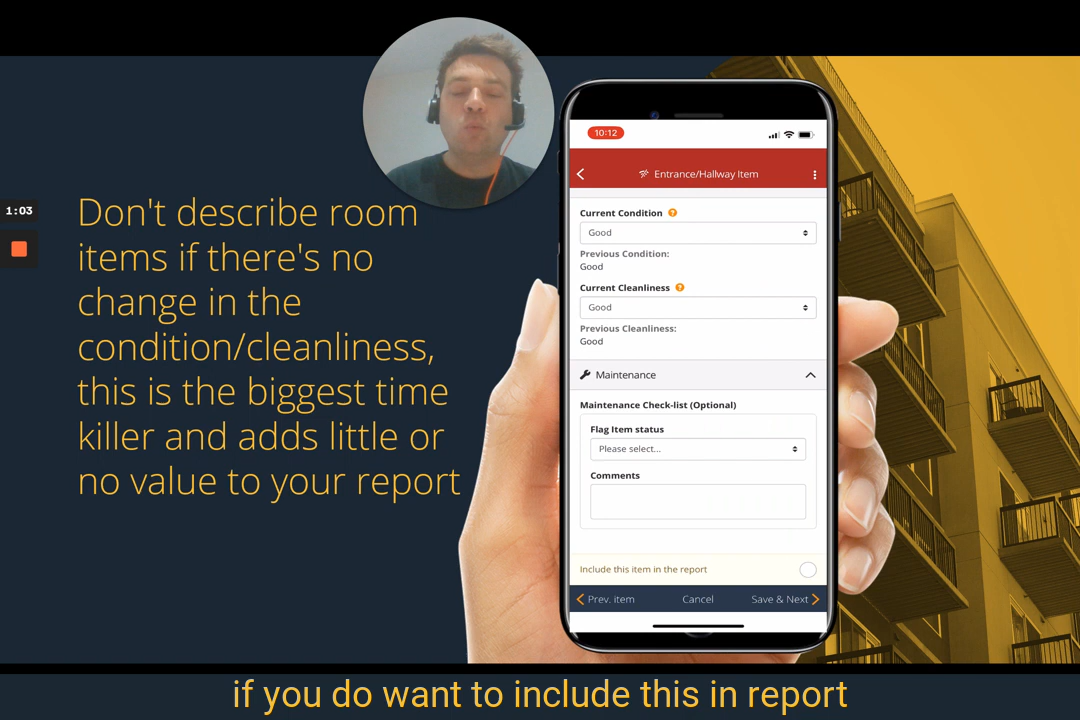 1:03
Don't describe room
items if there's no
change in the
condition/cleanliness,
this is the biggest time
killer and adds little or
no value to your report
10:12
Entrance/Hallway Item
Current Condition ?
Good
Previous Condition:
Good
Current Cleanliness ?
Good
Previous Cleanliness:
Good
Maintenance
Maintenance Check-list (Optional)
Flag Item status
Please select...
Comments
Include this item in the report
Prev. item Cancel Save & Next
if you do want to include this in report